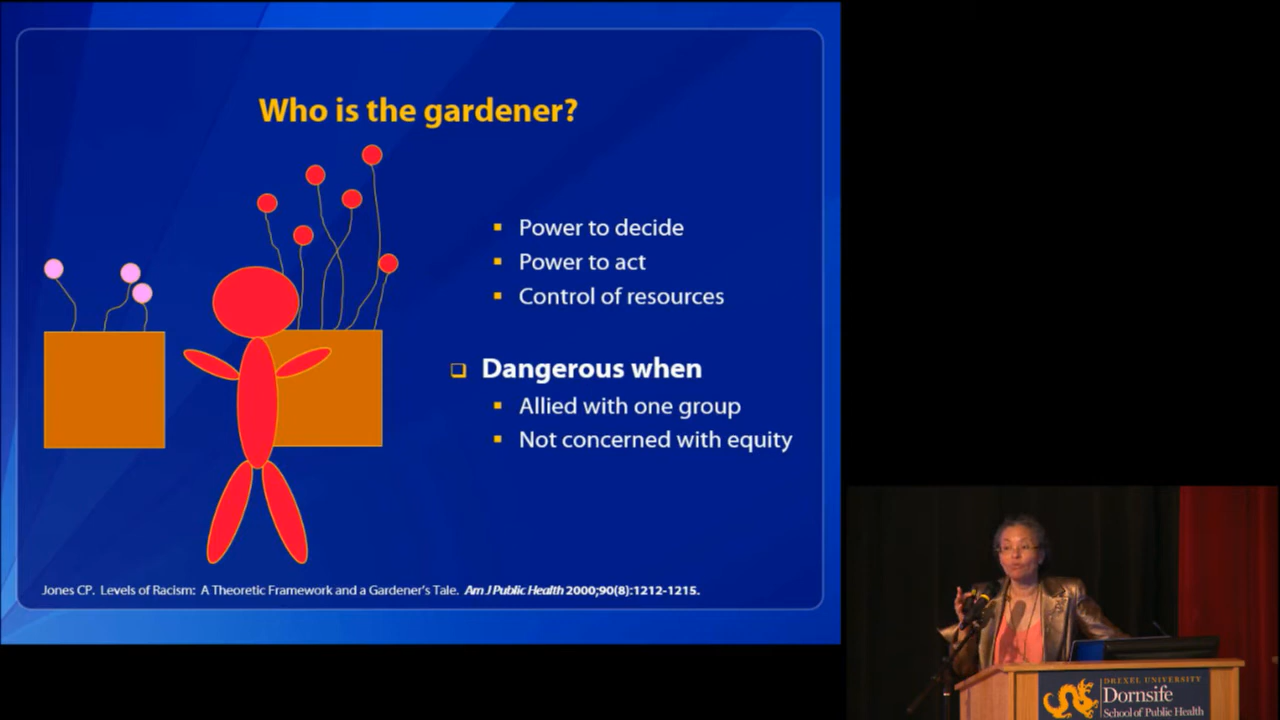 Who is the gardener?
Power to decide
Power to act
Control of resources
Dangerous when
Allied with one group
Not concerned with equity
Jones CP. Levels of Racism: A Theoretic Framework and a Gardener's Tale. Am J Public Health 2000;90(8):1212-1215.
DREXEL UNIVERSITY
Dornsife
School of Public Health